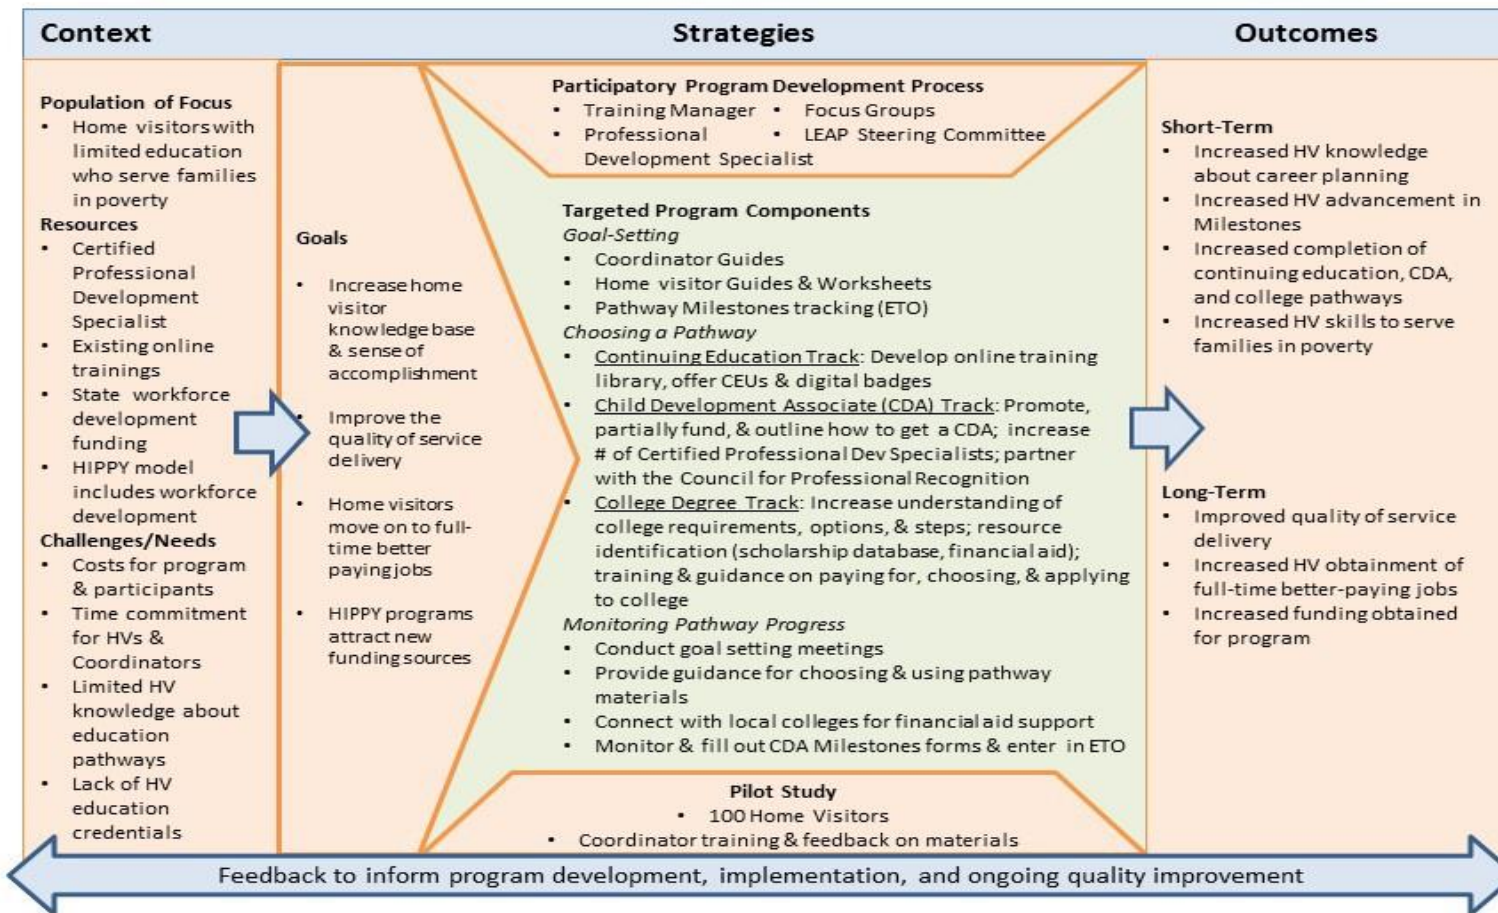 Context
Strategies
Outcomes
Population of Focus
• Home visitors with
limited education
who serve families
in poverty
Resources
• Certified
Professional
Development
Specialist
• Existing online
trainings
• State workforce
development
funding
• HIPPY model
includes workforce
development
Challenges/Needs
• Costs for program
& participants
• Time commitment
for HVs &
Coordinators
• Limited HV
knowledge about
education
pathways
• Lack of HV
education
credentials
Goals
• Increase home
visitor
knowledge base
& sense of
accomplishment
• Improve the
quality of service
delivery
• Home visitors
move on to full-
time better
paying jobs
• HIPPY programs
attract new
funding sources
Participatory Program Development Process
• Training Manager • Focus Groups
• Professional • LEAP Steering Committee
Development Specialist
Targeted Program Components
Goal-Setting
• Coordinator Guides
• Home visitor Guides & Worksheets
• Pathway Milestones tracking (ETO)
Choosing a Pathway
• Continuing Education Track: Develop online training
library, offer CEUs & digital badges
• Child Development Associate (CDA) Track: Promote,
partially fund, & outline how to get a CDA; increase
# of Certified Professional Dev Specialists; partner
with the Council for Professional Recognition
• College Degree Track: Increase understanding of
college requirements, options, & steps; resource
identification (scholarship database, financial aid);
training & guidance on paying for, choosing, & applying
to college
Monitoring Pathway Progress
• Conduct goal setting meetings
• Provide guidance for choosing & using pathway
materials
• Connect with local colleges for financial aid support
• Monitor & fill out CDA Milestones forms & enter in ETO
Pilot Study
• 100 Home Visitors
• Coordinator training & feedback on materials
Short-Term
• Increased HV knowledge
about career planning
• Increased HV advancement in
Milestones
• Increased completion of
continuing education, CDA,
and college pathways
• Increased HV skills to serve
families in poverty
Long-Term
• Improved quality of service
delivery
• Increased HV obtainment of
full-time better-paying jobs
• Increased funding obtained
for program
Feedback to inform program development, implementation, and ongoing quality improvement